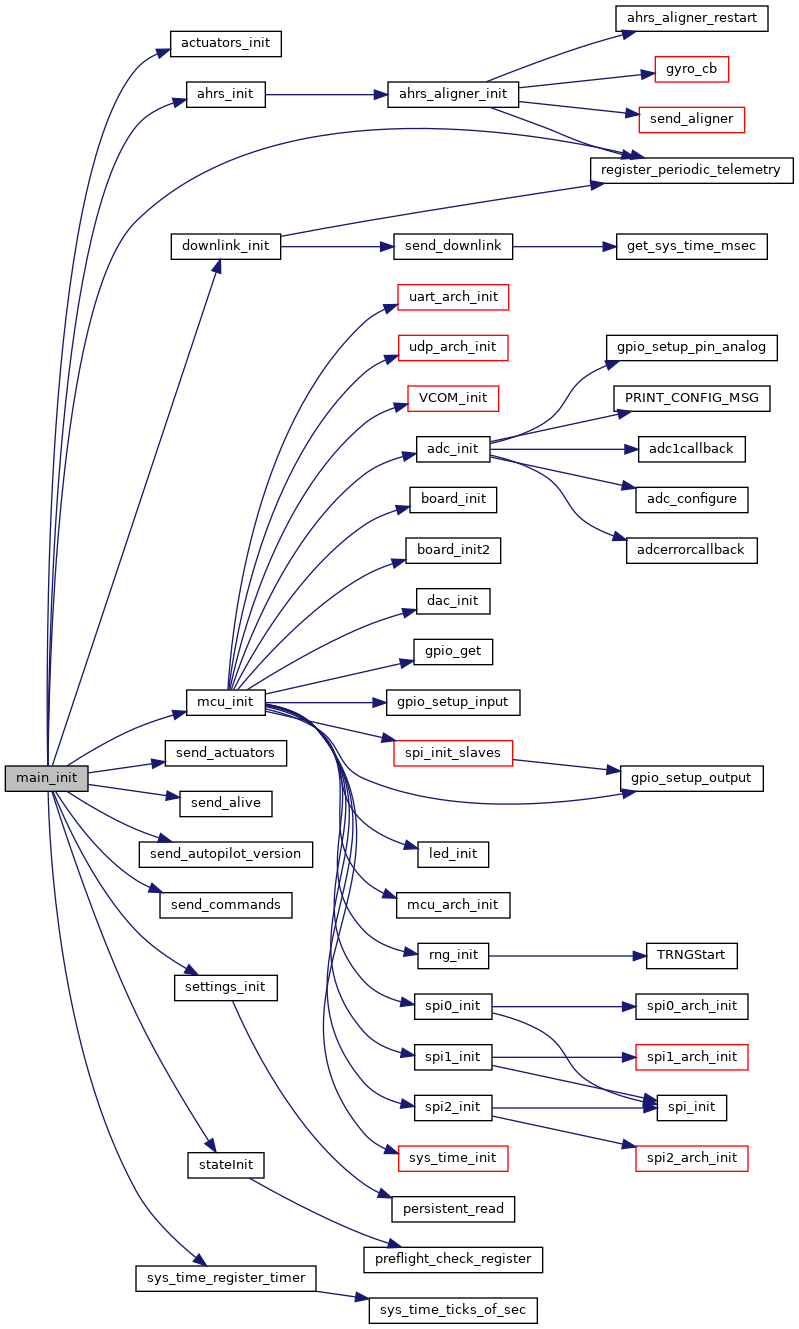 main_init
actuators_init
ahrs_init
ahrs_aligner_init
ahrs_aligner_restart
gyro_cb
send_aligner
register_periodic_telemetry
downlink_init
send_downlink
get_sys_time_msec
mcu_init
uart_arch_init
udp_arch_init
VCOM_init
adc_init
gpio_setup_pin_analog
PRINT_CONFIG_MSG
adc1callback
adc_configure
adcerrorcallback
board_init
board_init2
dac_init
gpio_get
gpio_setup_input
spi_init_slaves
gpio_setup_output
led_init
mcu_arch_init
rng_init
TRNGStart
spi0_init
spi0_arch_init
spi1_init
spi1_arch_init
spi_init
spi2_init
spi2_arch_init
sys_time_init
send_actuators
send_alive
send_autopilot_version
send_commands
settings_init
persistent_read
stateInit
preflight_check_register
sys_time_register_timer
sys_time_ticks_of_sec